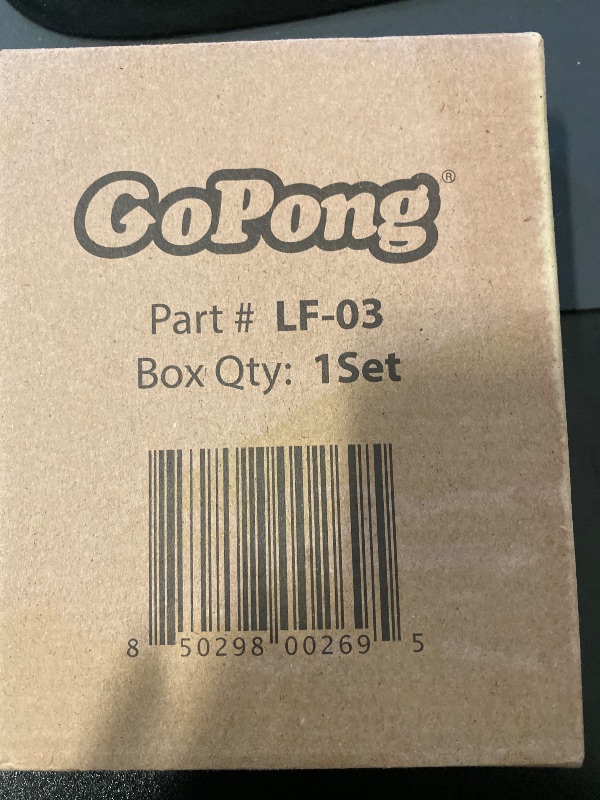 GoPong®
Part # LF-03
Box Qty: 1Set
8 50298 00269 5